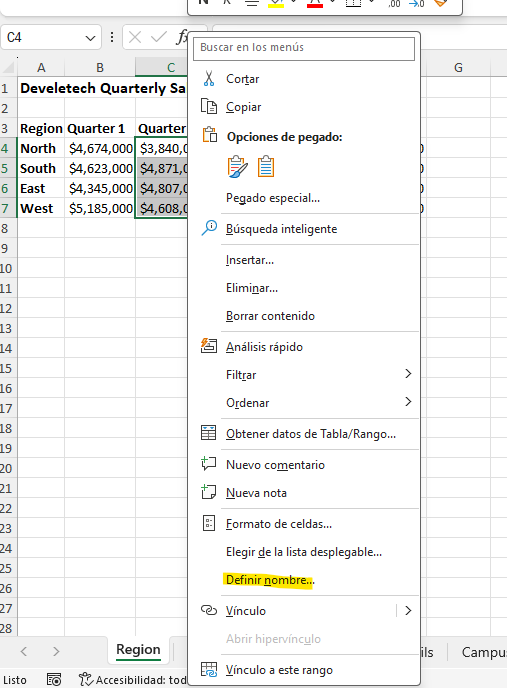 C4
fx
A B C G
1 Develetech Quarterly Sa
2
3 Region Quarter 1 Quarter
4 North $4,674,000 $3,840,0
5 South $4,623,000 $4,871,0
6 East $4,345,000 $4,807,0
7 West $5,185,000 $4,608,0
8
9
10
11
12
13
14
15
16
17
18
19
20
21
22
23
24
25
26
27
28
Buscar en los menús
Cortar
Copiar
Opciones de pegado:
Pegado especial...
Búsqueda inteligente
Insertar...
Eliminar...
Borrar contenido
Análisis rápido
Filtrar
Ordenar
Obtener datos de Tabla/Rango...
Nuevo comentario
Nueva nota
Formato de celdas...
Elegir de la lista desplegable...
Definir nombre...
Vínculo
Abrir hipervínculo
Vínculo a este rango
Region ils Campu
Listo Accesibilidad: tod